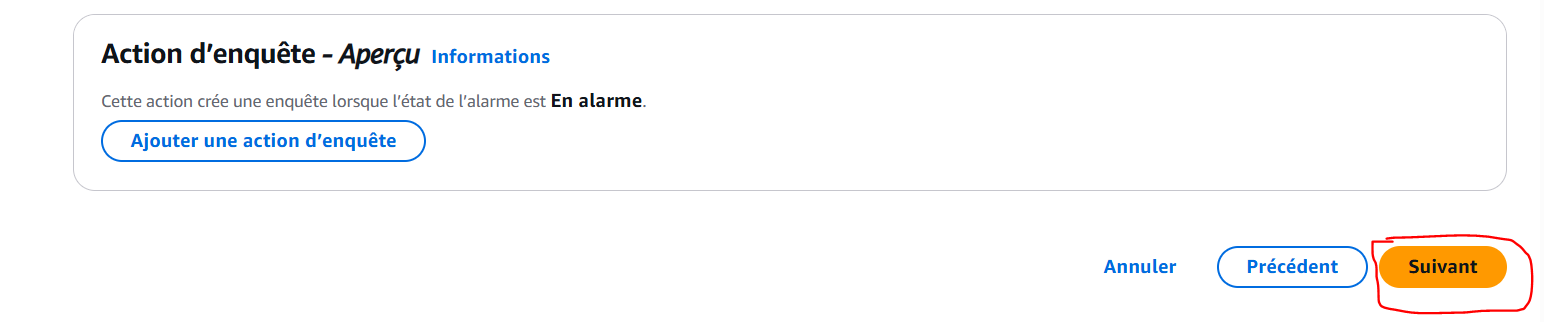 Action d’enquête - Aperçu Informations
Cette action crée une enquête lorsque l’état de l’alarme est En alarme.
Ajouter une action d’enquête
Annuler Précédent Suivant